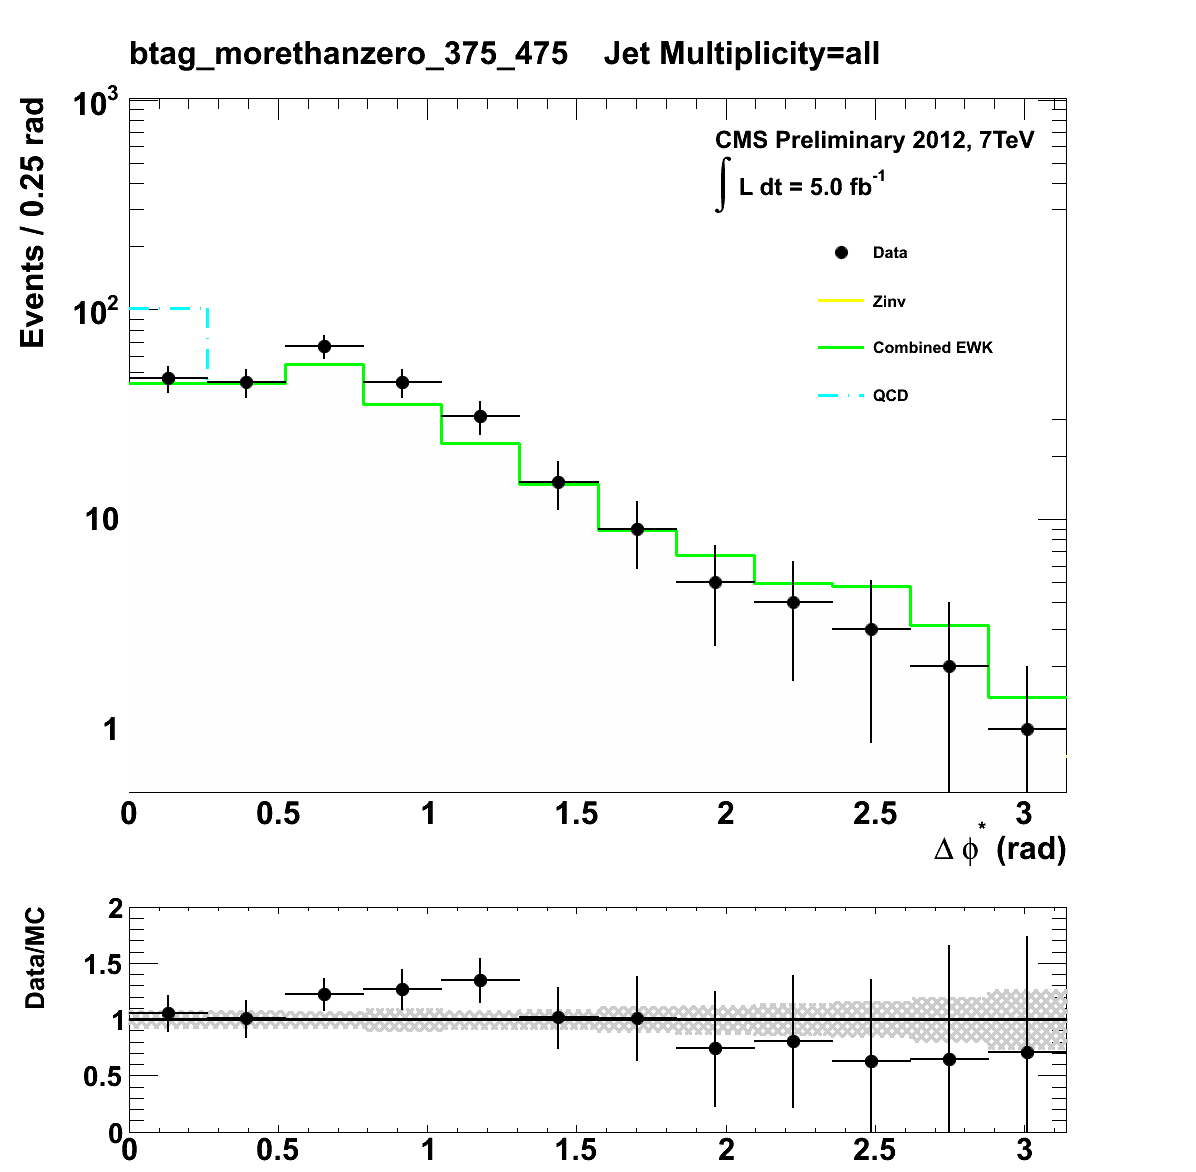 btag_morethanzero_375_475 Jet Multiplicity=all
Events / 0.25 rad
10³
10²
10
1
CMS Preliminary 2012, 7TeV
∫ L dt = 5.0 fb⁻¹
Data
Zinv
Combined EWK
QCD
0 0.5 1 1.5 2 2.5 3
Δ ϕ* (rad)
Data/MC
2
1.5
1
0.5
0
0 0.5 1 1.5 2 2.5 3